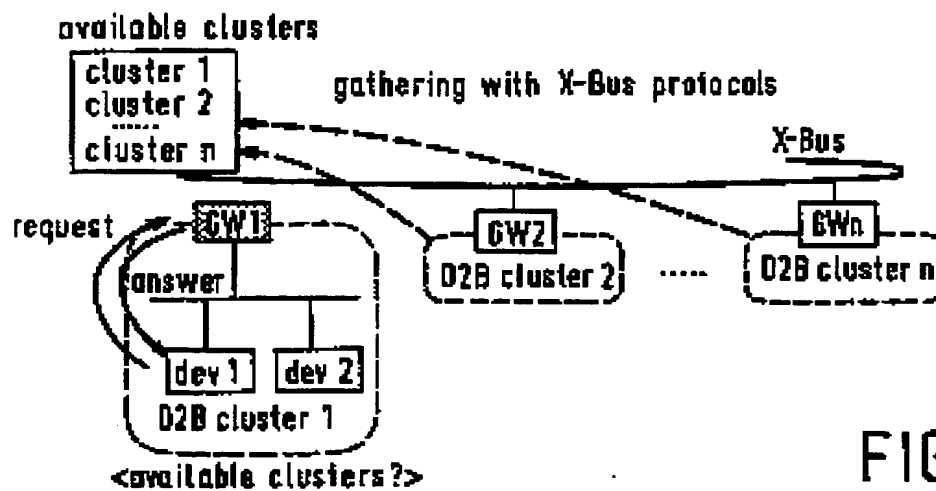 available clusters
cluster 1
cluster 2
......
cluster n
gathering with X-Bus protocols
X-Bus
request
GW1
GW2
GWn
answer
D2B cluster 2
.....
D2B cluster n
dev 1
dev 2
D2B cluster 1
<available clusters?>
FIG